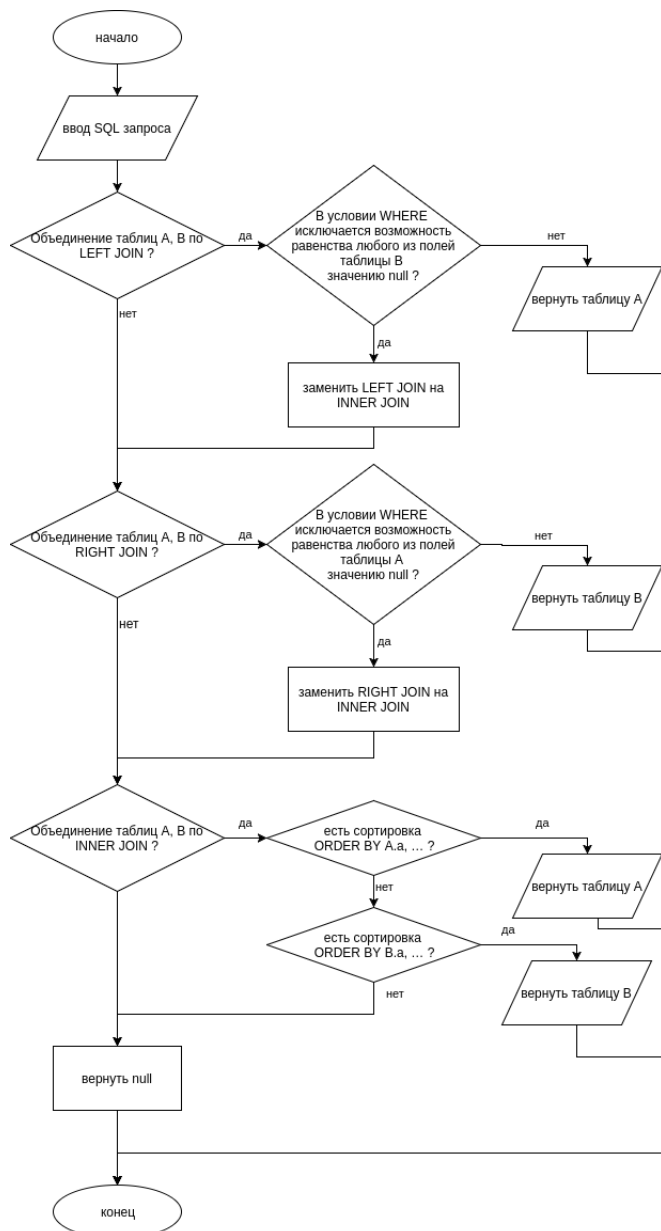 начало
ввод SQL запроса
Объединение таблиц A, B по
LEFT JOIN ?
да
В условии WHERE
исключается возможность
равенства любого из полей
таблицы B
значению null ?
нет
вернуть таблицу A
нет
да
заменить LEFT JOIN на
INNER JOIN
Объединение таблиц A, B по
RIGHT JOIN ?
да
В условии WHERE
исключается возможность
равенства любого из полей
таблицы A
значению null ?
нет
вернуть таблицу B
нет
да
заменить RIGHT JOIN на
INNER JOIN
Объединение таблиц A, B по
INNER JOIN ?
да
есть сортировка
ORDER BY A.a, ... ?
да
вернуть таблицу A
нет
есть сортировка
ORDER BY B.a, ... ?
да
вернуть таблицу B
нет
вернуть null
конец